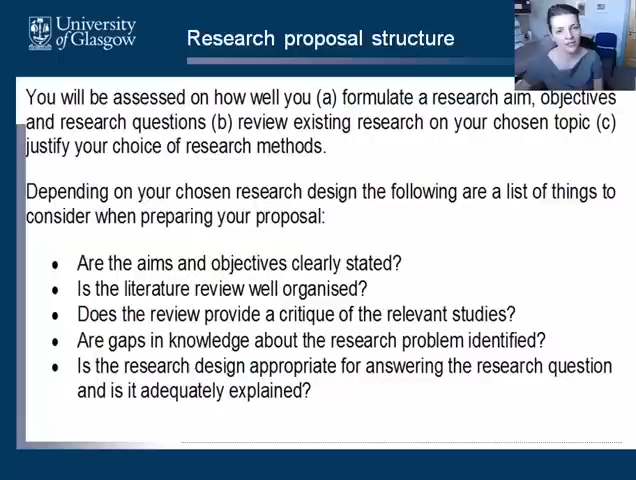 University
of Glasgow
Research proposal structure
You will be assessed on how well you (a) formulate a research aim, objectives
and research questions (b) review existing research on your chosen topic (c)
justify your choice of research methods.
Depending on your chosen research design the following are a list of things to
consider when preparing your proposal:
• Are the aims and objectives clearly stated?
• Is the literature review well organised?
• Does the review provide a critique of the relevant studies?
• Are gaps in knowledge about the research problem identified?
• Is the research design appropriate for answering the research question
and is it adequately explained?